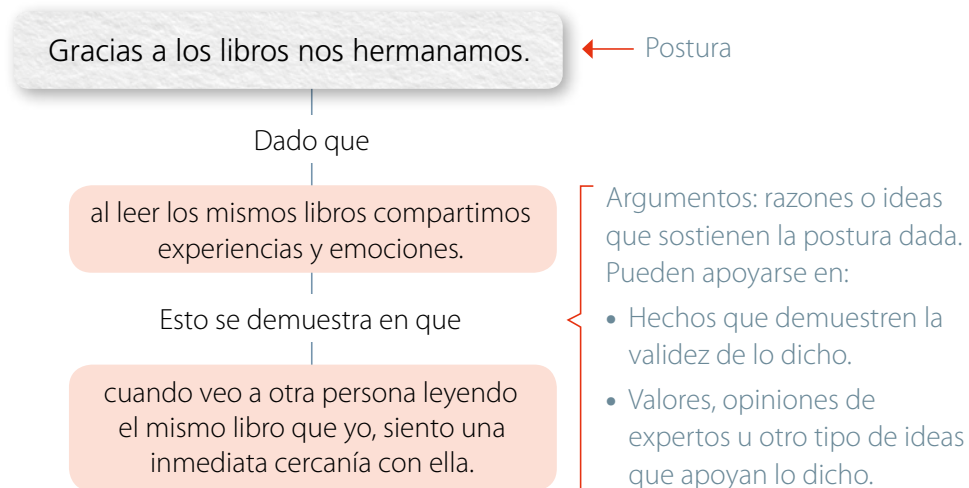 Gracias a los libros nos hermanamos.
Postura
Dado que
al leer los mismos libros compartimos
experiencias y emociones.
Esto se demuestra en que
cuando veo a otra persona leyendo
el mismo libro que yo, siento una
inmediata cercanía con ella.
Argumentos: razones o ideas
que sostienen la postura dada.
Pueden apoyarse en:
• Hechos que demuestren la
validez de lo dicho.
• Valores, opiniones de
expertos u otro tipo de ideas
que apoyan lo dicho.